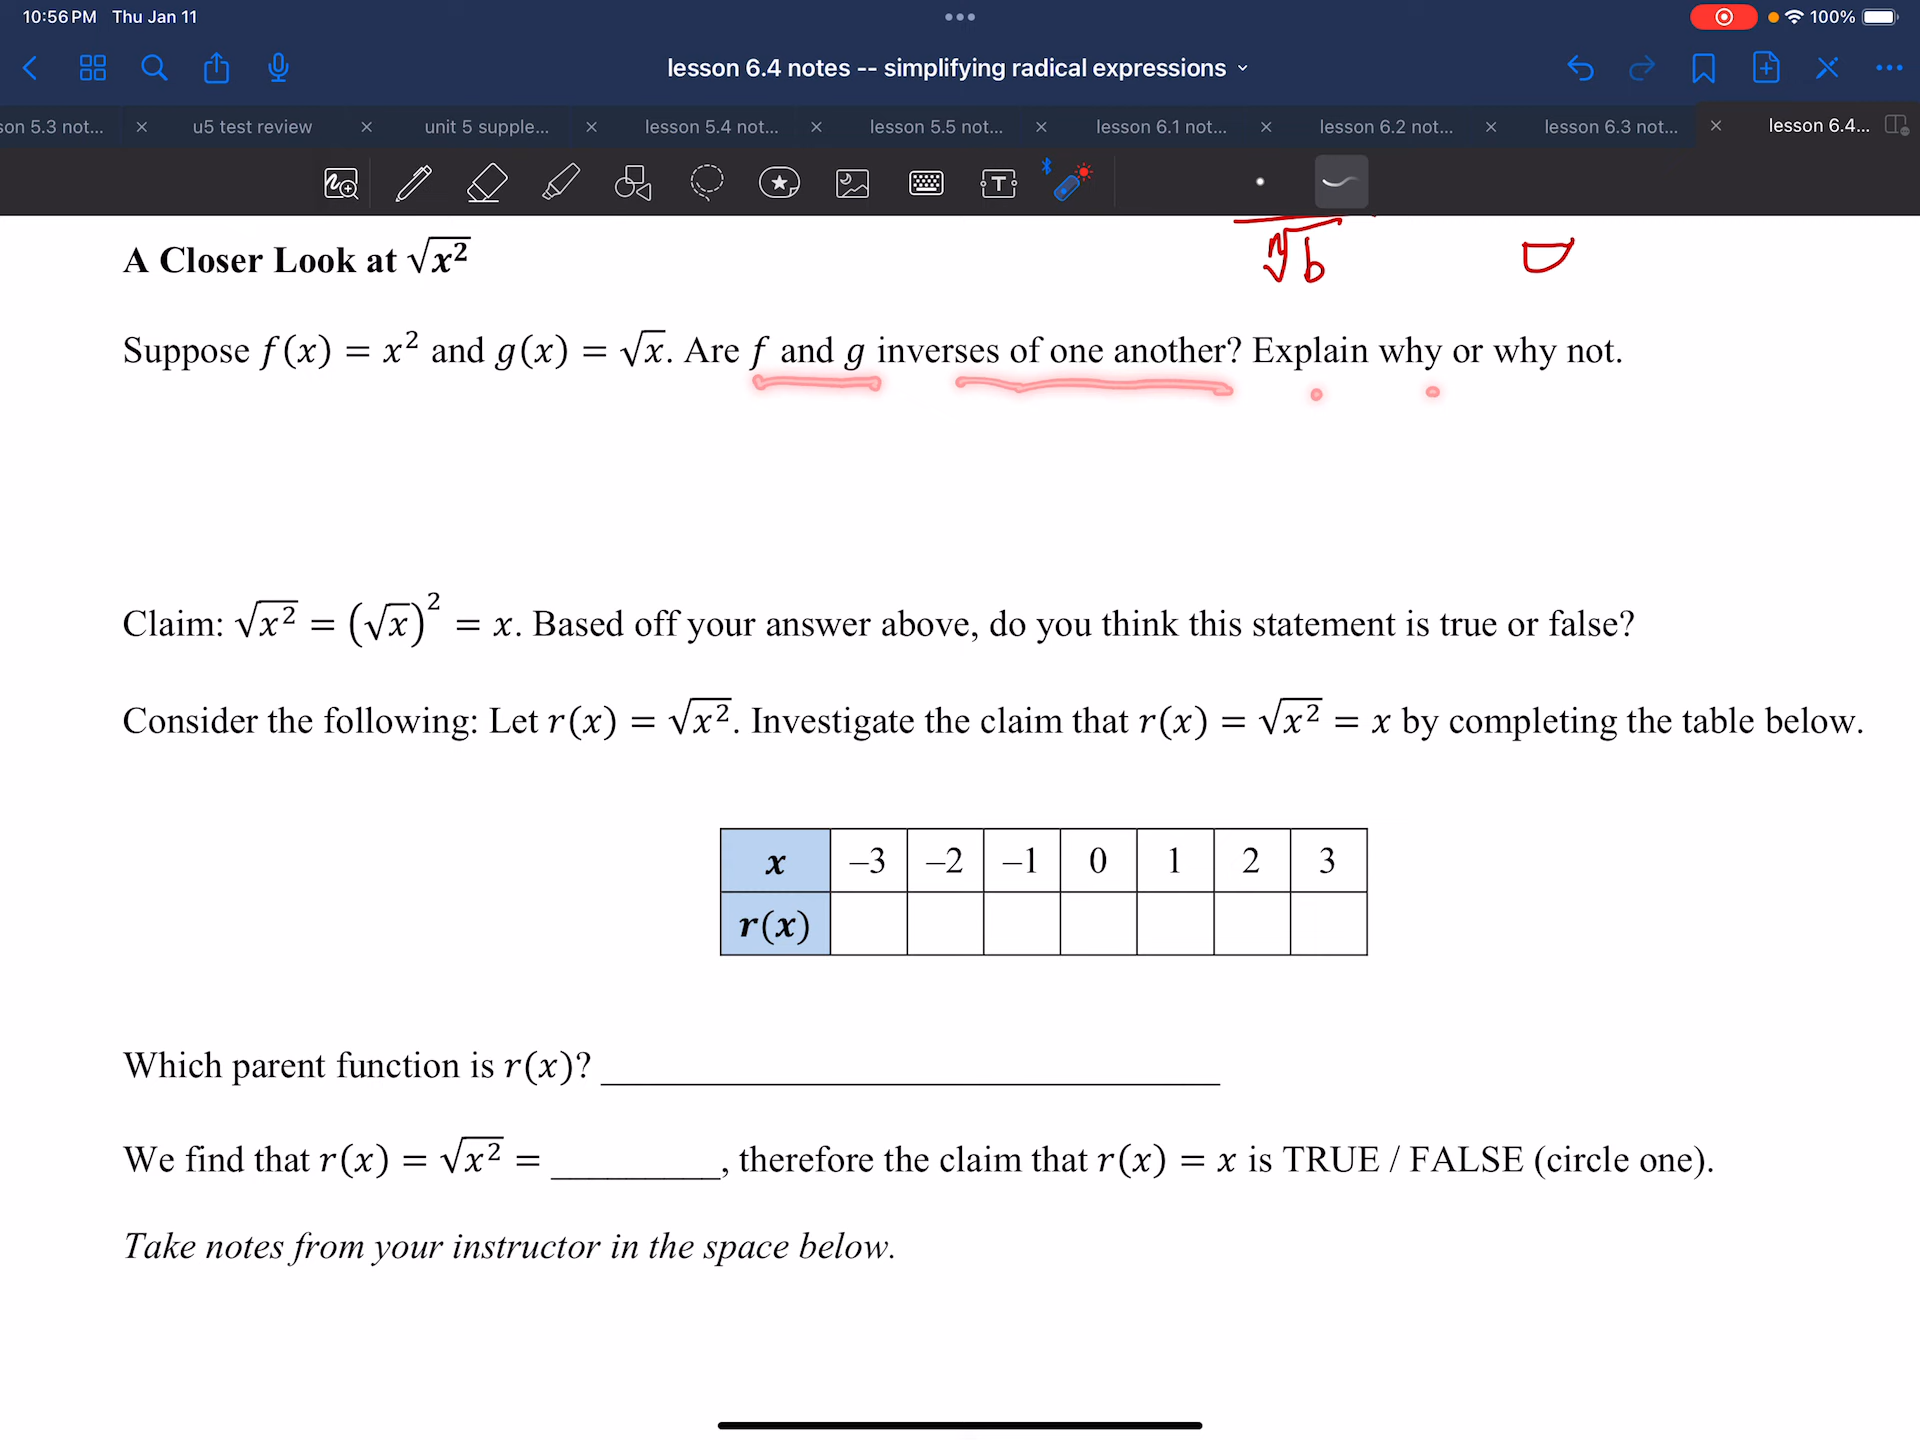 10:56 PM Thu Jan 11
100%
lesson 6.4 notes -- simplifying radical expressions
son 5.3 not...
u5 test review
unit 5 supple...
lesson 5.4 not...
lesson 5.5 not...
lesson 6.1 not...
lesson 6.2 not...
lesson 6.3 not...
lesson 6.4...
ⁿ√b
A Closer Look at √x²
Suppose f(x) = x² and g(x) = √x. Are f and g inverses of one another? Explain why or why not.
Claim: √x² = (√x)² = x. Based off your answer above, do you think this statement is true or false?
Consider the following: Let r(x) = √x². Investigate the claim that r(x) = √x² = x by completing the table below.
x –3 –2 –1 0 1 2 3
r(x)
Which parent function is r(x)? ____________________
We find that r(x) = √x² = _________, therefore the claim that r(x) = x is TRUE / FALSE (circle one).
Take notes from your instructor in the space below.